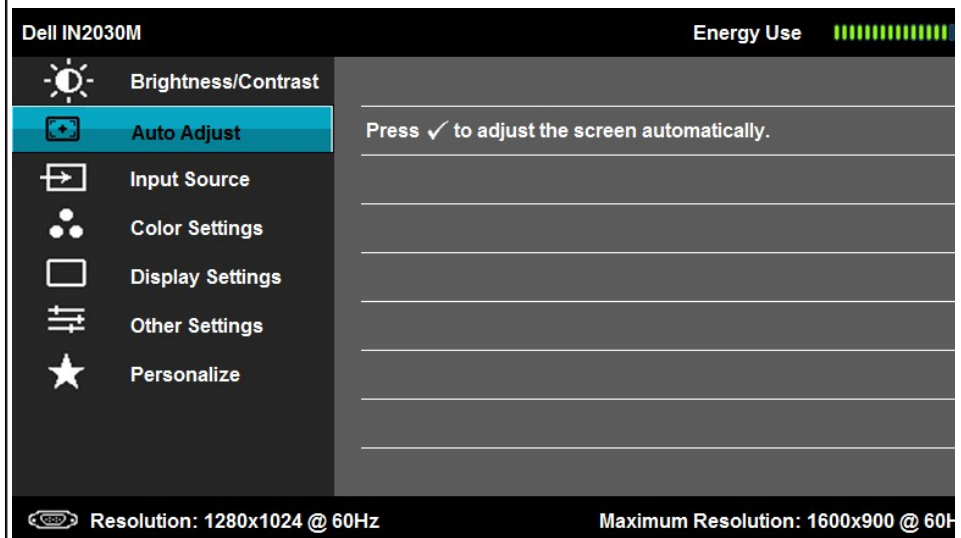 Dell IN2030M Energy Use
Brightness/Contrast
Auto Adjust Press ✓ to adjust the screen automatically.
Input Source
Color Settings
Display Settings
Other Settings
Personalize
Resolution: 1280x1024 @ 60Hz Maximum Resolution: 1600x900 @ 60H